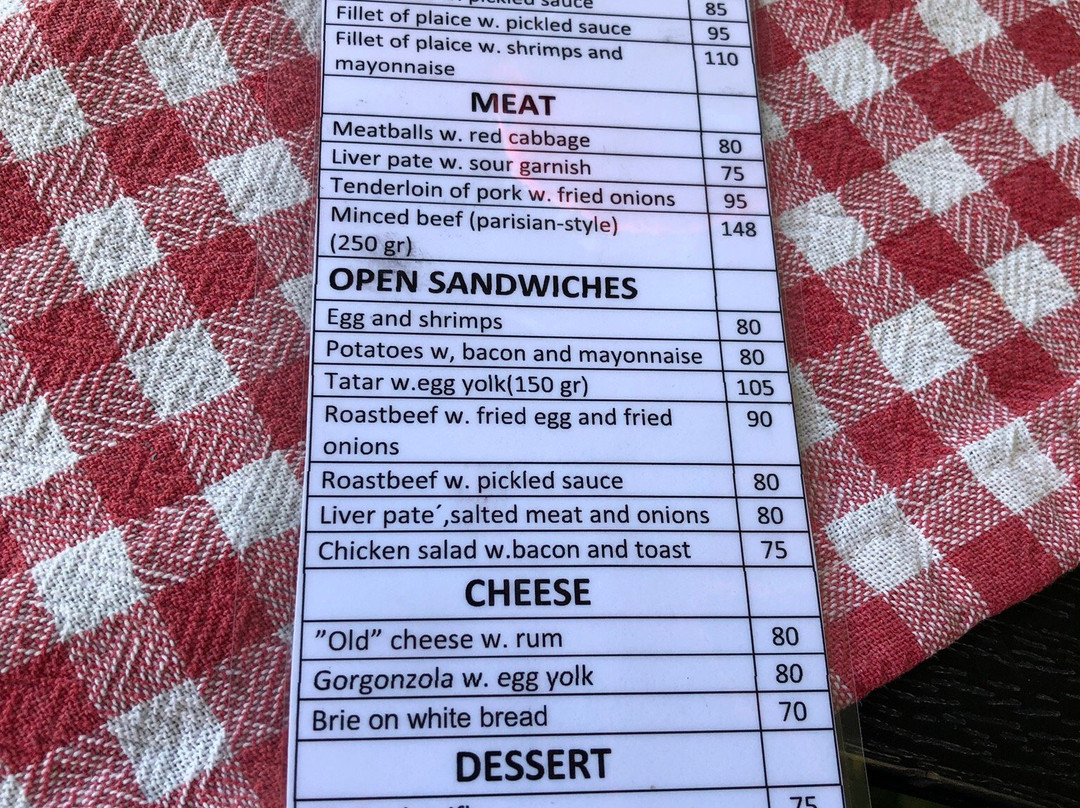 pickled sauce 85
Fillet of plaice w. pickled sauce 95
Fillet of plaice w. shrimps and 110
mayonnaise
MEAT
Meatballs w. red cabbage 80
Liver pate w. sour garnish 75
Tenderloin of pork w. fried onions 95
Minced beef (parisian-style) 148
(250 gr)
OPEN SANDWICHES
Egg and shrimps 80
Potatoes w, bacon and mayonnaise 80
Tatar w.egg yolk(150 gr) 105
Roastbeef w. fried egg and fried 90
onions
Roastbeef w. pickled sauce 80
Liver pate´,salted meat and onions 80
Chicken salad w.bacon and toast 75
CHEESE
”Old” cheese w. rum 80
Gorgonzola w. egg yolk 80
Brie on white bread 70
DESSERT
75